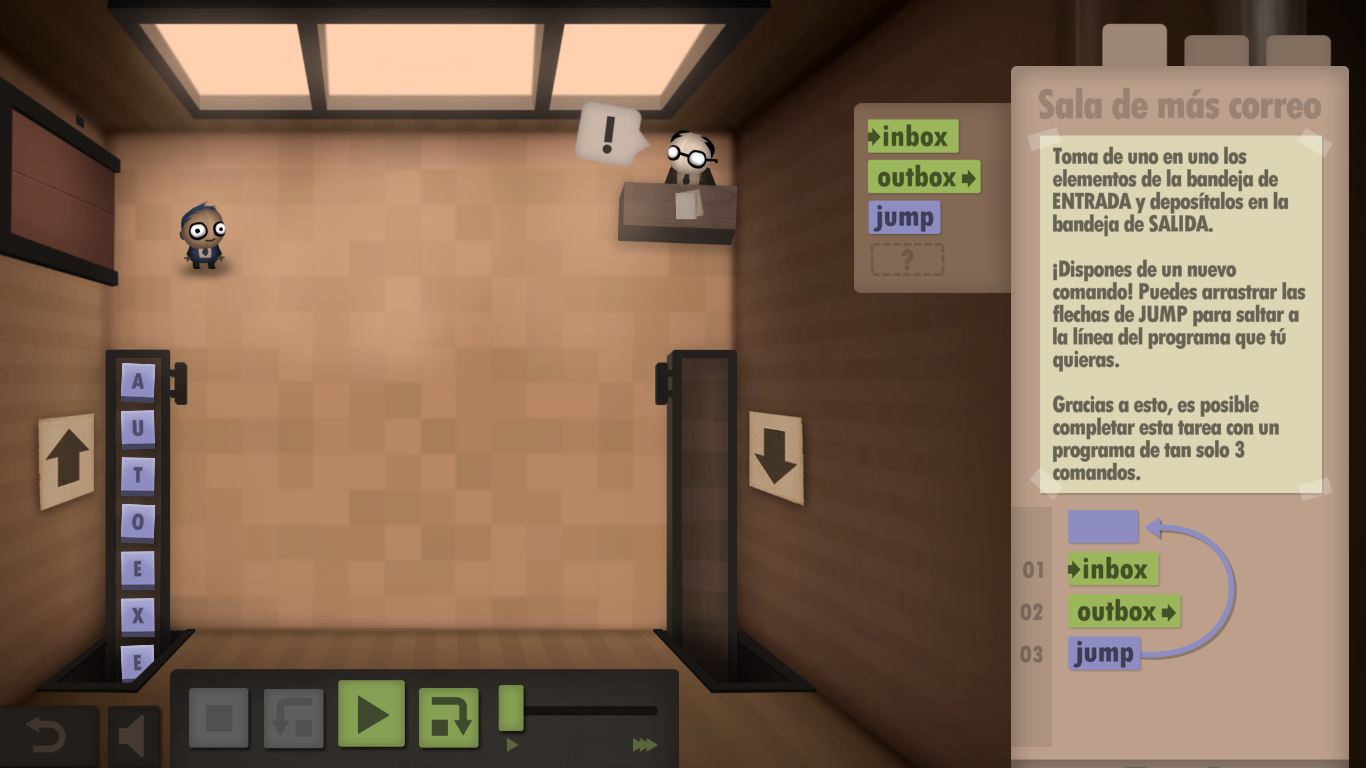 Sala de más correo
Toma de uno en uno los
elementos de la bandeja de
ENTRADA y deposítalos en la
bandeja de SALIDA.
¡Dispones de un nuevo
comando! Puedes arrastrar las
flechas de JUMP para saltar a
la línea del programa que tú
quieras.
Gracias a esto, es posible
completar esta tarea con un
programa de tan solo 3
comandos.
inbox
outbox
jump
?
!
A
U
T
O
E
X
E
01 inbox
02 outbox
03 jump